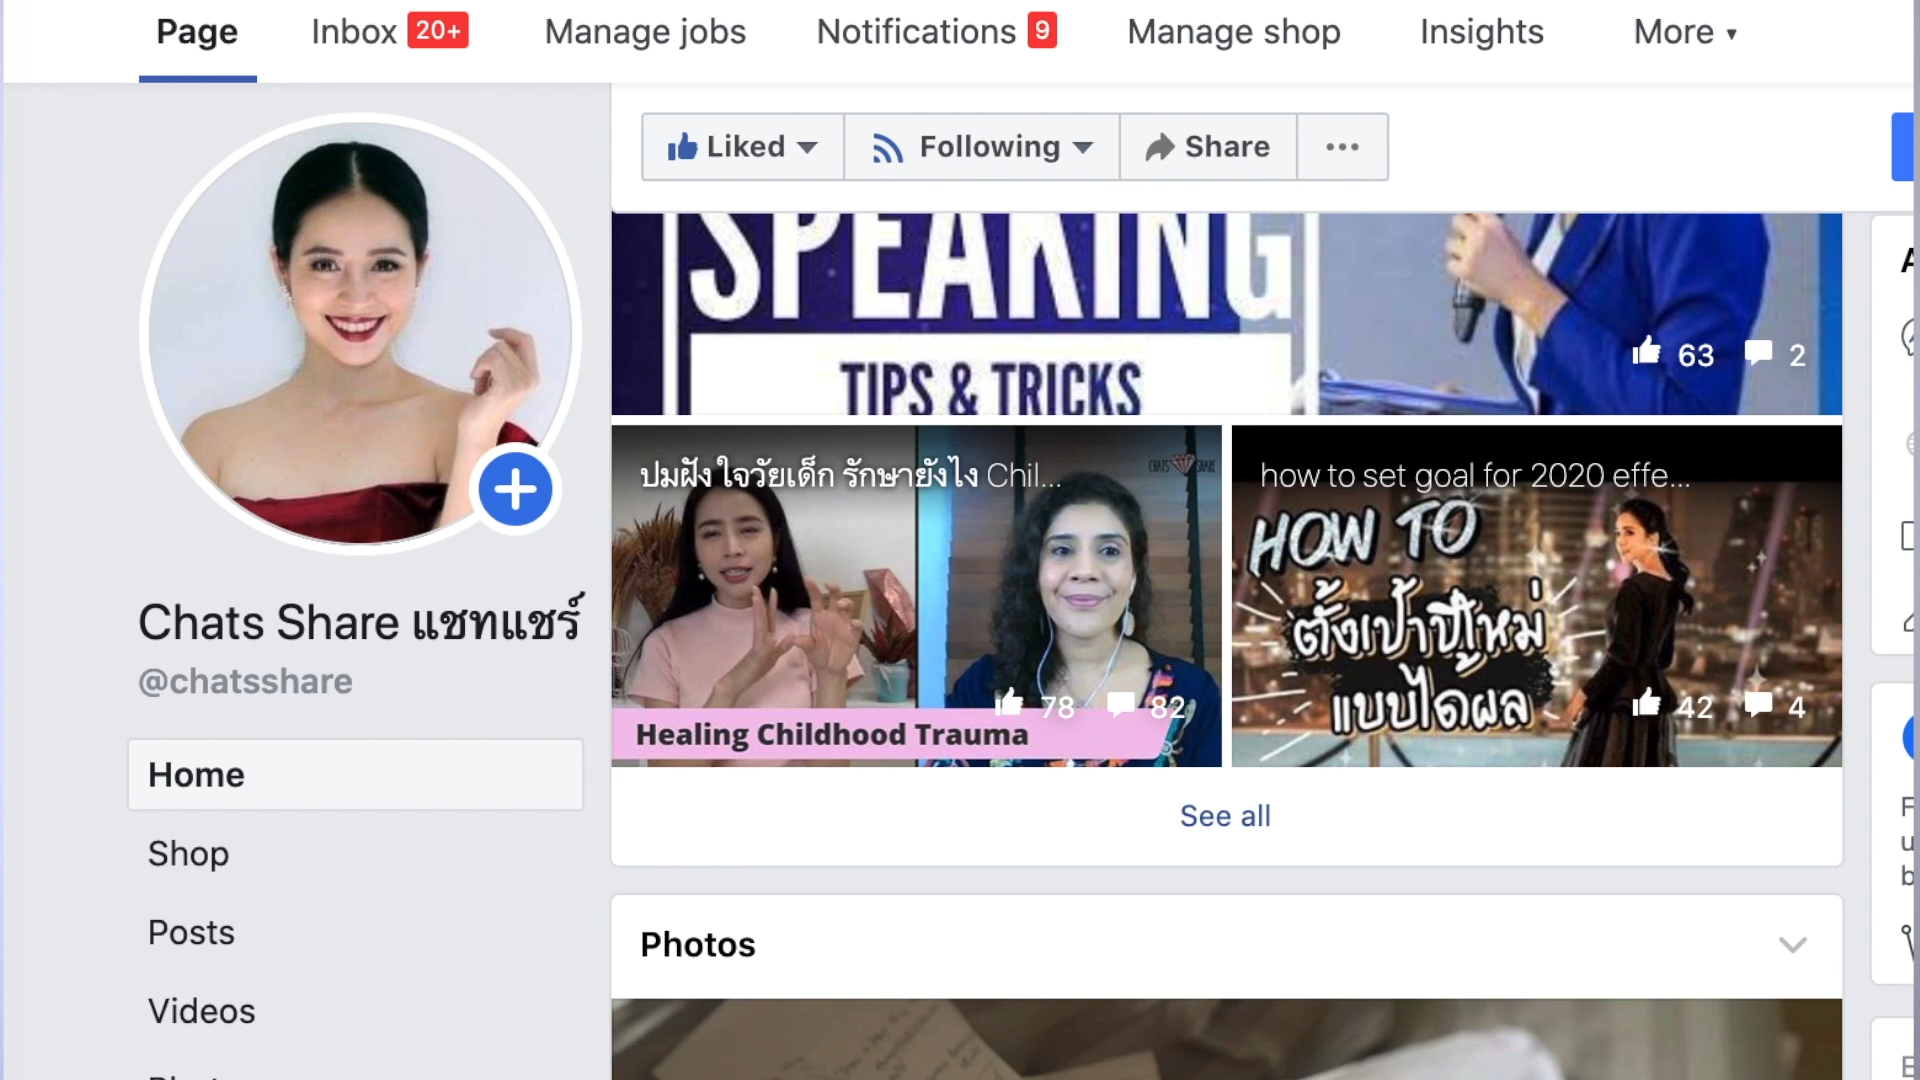 Page
Inbox 20+
Manage jobs
Notifications 9
Manage shop
Insights
More
Liked
Following
Share
SPEAKING
TIPS & TRICKS
63 2
ปมฝังใจวัยเด็ก รักษายังไง Chil...
CHATS SHARE
78 82
Healing Childhood Trauma
how to set goal for 2020 effe...
HOW TO
ตั้งเป้าปีใหม่
แบบได้ผล
42 4
See all
Chats Share แชทแชร์
@chatsshare
Home
Shop
Posts
Videos
Photos